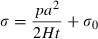 σ = pa²/2Ht + σ₀